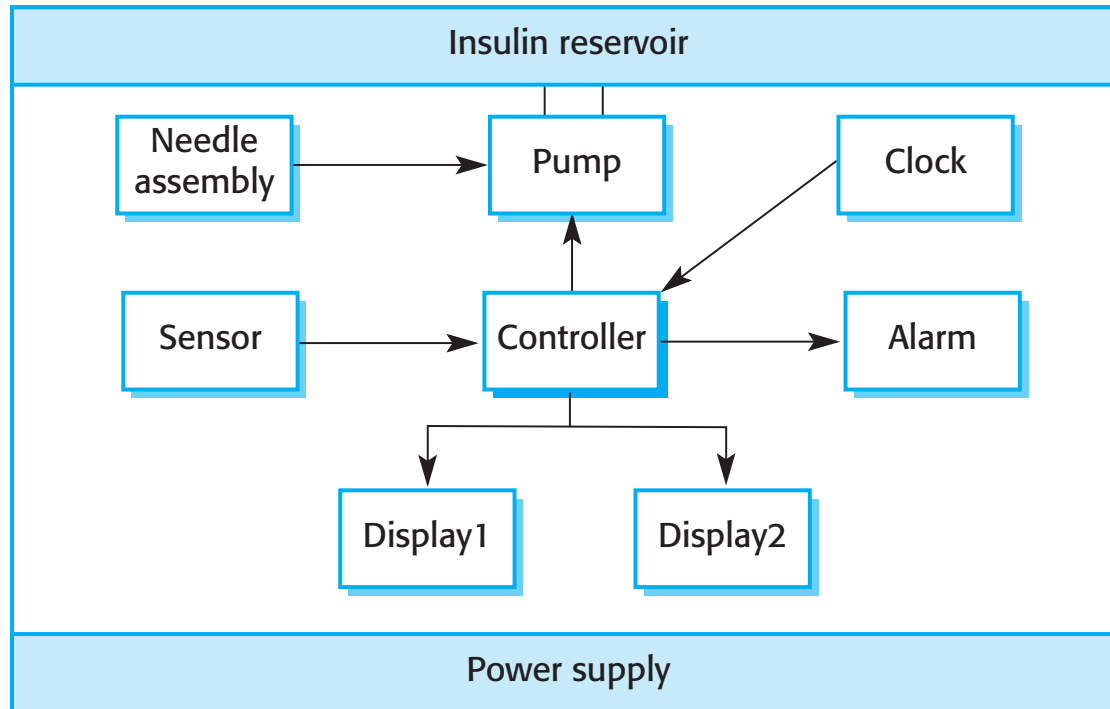 Insulin reservoir
Needle
assembly
Pump
Clock
Sensor
Controller
Alarm
Display1
Display2
Power supply